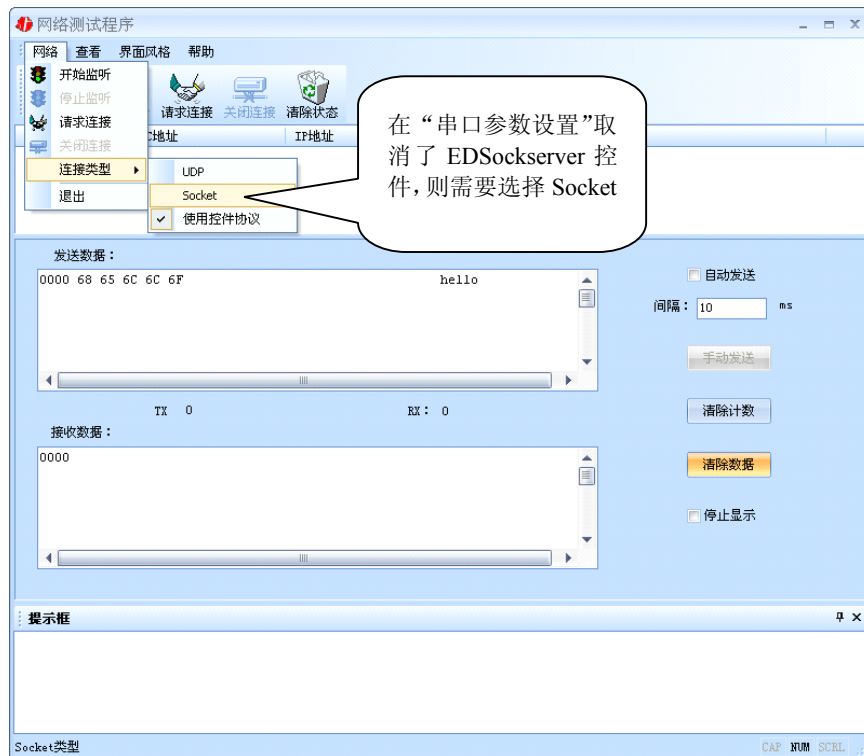 网络测试程序
网络 查看 界面风格 帮助
开始监听
停止监听
请求连接
关闭连接
连接类型
退出
请求连接 关闭连接 清除状态
C地址 IP地址
UDP
Socket
使用控件协议
在“串口参数设置”取
消了 EDSockserver 控
件,则需要选择 Socket
发送数据:
0000 68 65 6C 6C 6F hello
自动发送
间隔: 10 ms
手动发送
TX 0 RX: 0
清除计数
接收数据:
0000
清除数据
停止显示
提示框
Socket类型
CAP NUM SCRL